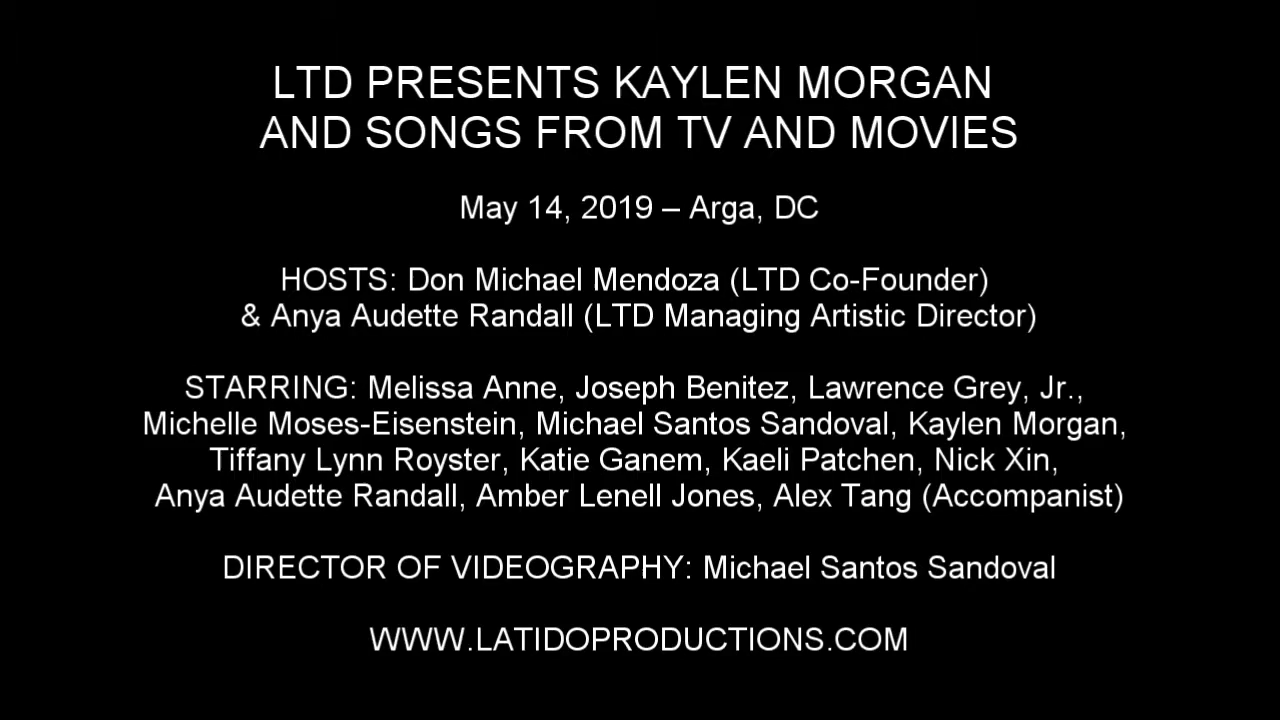 LTD PRESENTS KAYLEN MORGAN
AND SONGS FROM TV AND MOVIES
May 14, 2019 – Arga, DC
HOSTS: Don Michael Mendoza (LTD Co-Founder)
& Anya Audette Randall (LTD Managing Artistic Director)
STARRING: Melissa Anne, Joseph Benitez, Lawrence Grey, Jr.,
Michelle Moses-Eisenstein, Michael Santos Sandoval, Kaylen Morgan,
Tiffany Lynn Royster, Katie Ganem, Kaeli Patchen, Nick Xin,
Anya Audette Randall, Amber Lenell Jones, Alex Tang (Accompanist)
DIRECTOR OF VIDEOGRAPHY: Michael Santos Sandoval
WWW.LATIDOPRODUCTIONS.COM